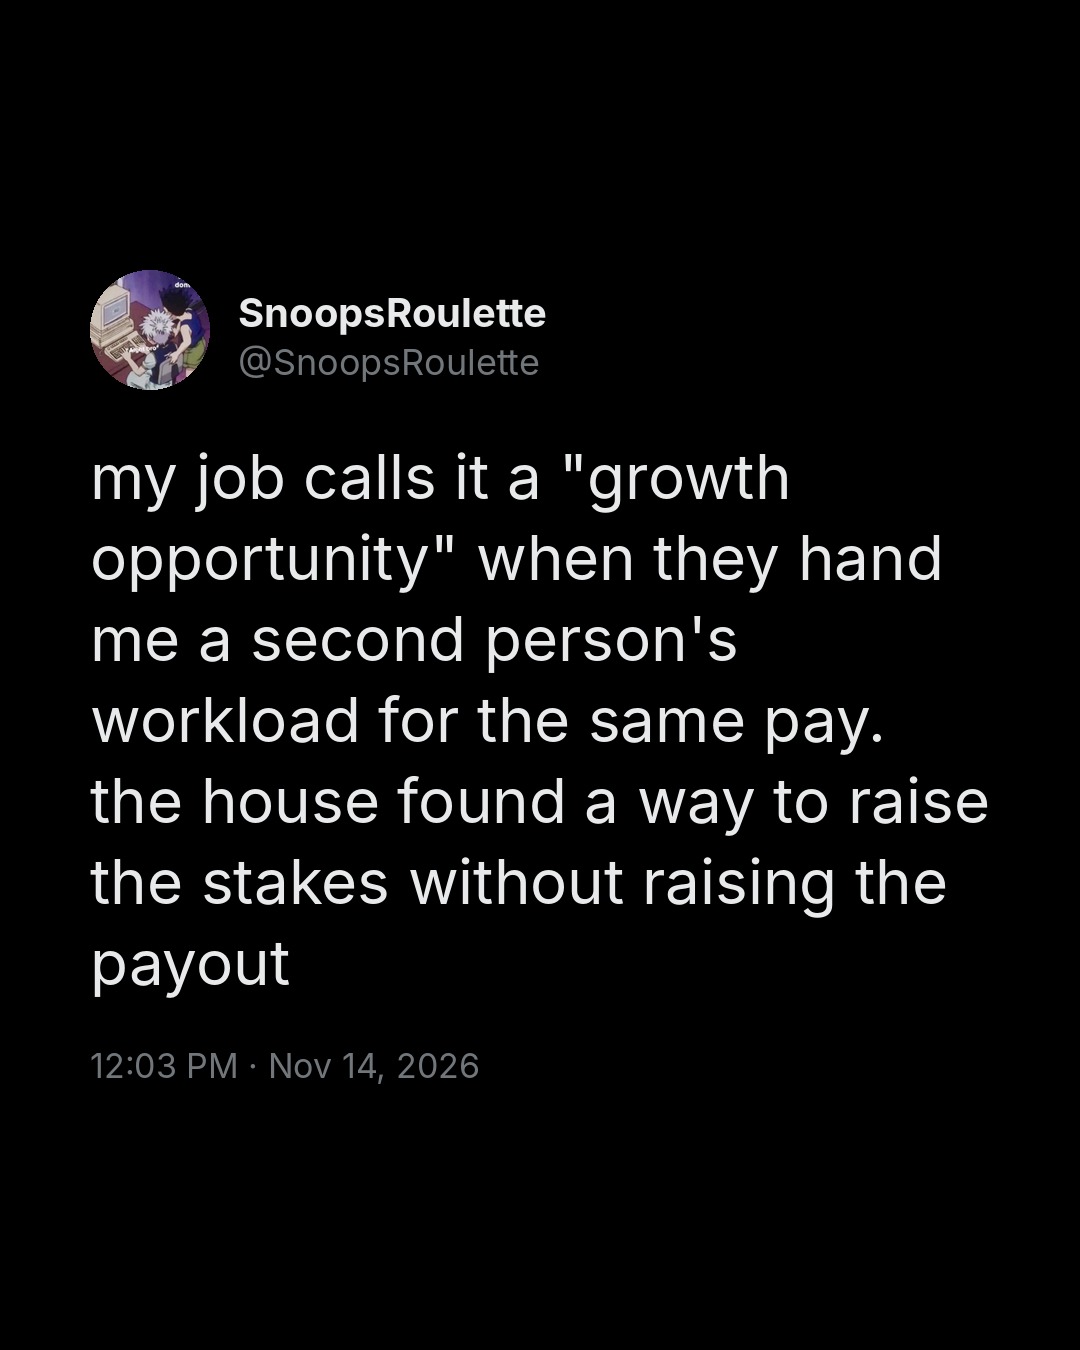 SnoopsRoulette
@SnoopsRoulette
my job calls it a "growth
opportunity" when they hand
me a second person's
workload for the same pay.
the house found a way to raise
the stakes without raising the
payout
12:03 PM · Nov 14, 2026